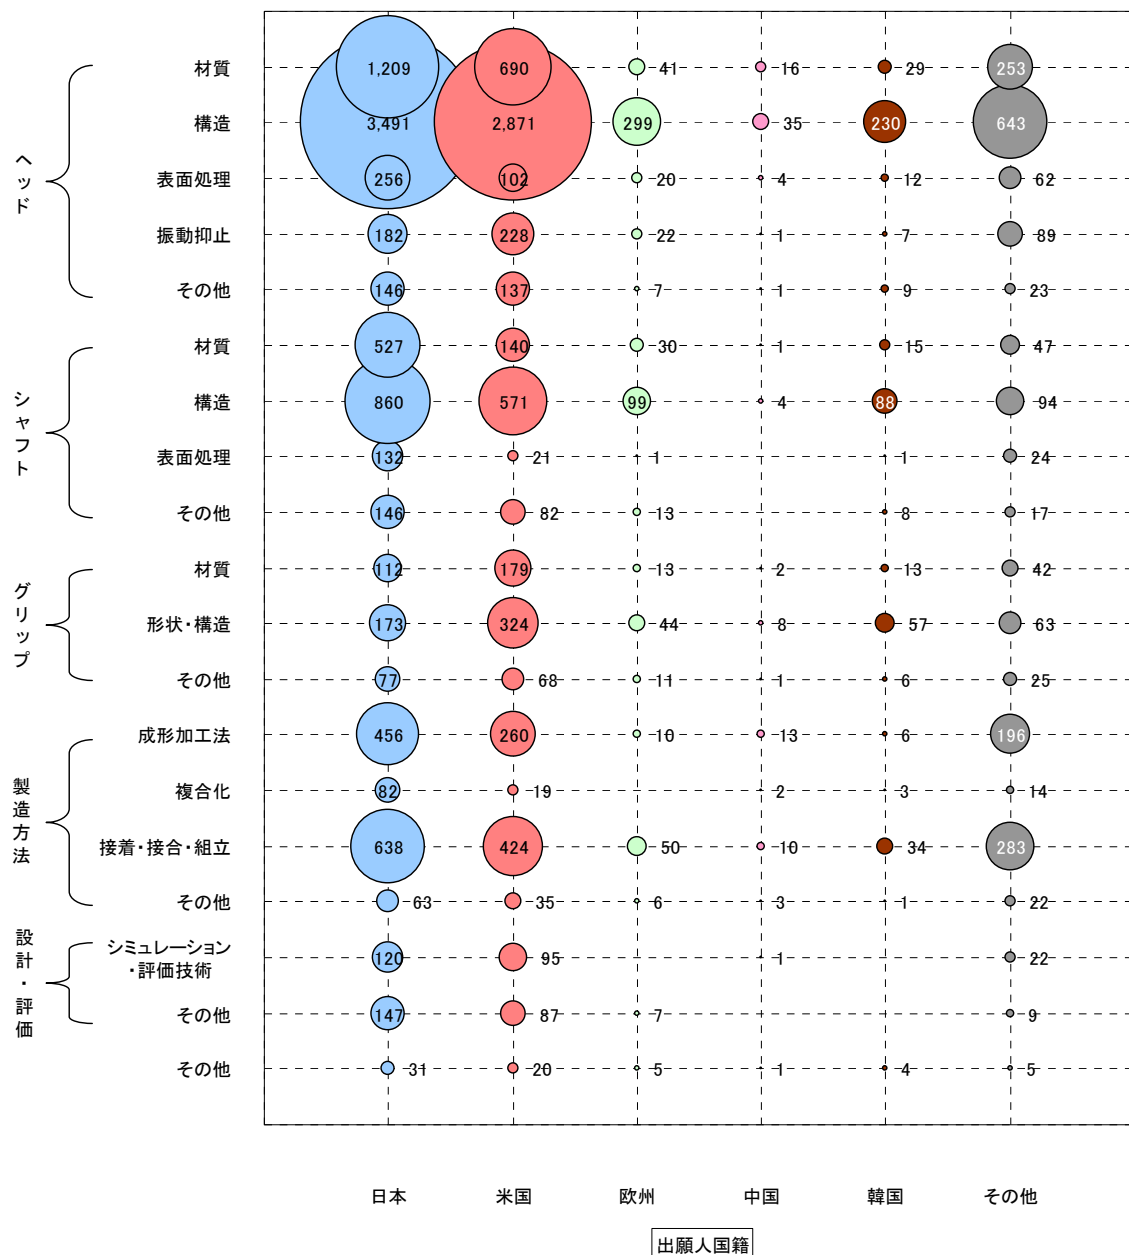 ヘッド
材質 1,209 690 41 16 29 253
構造 3,491 2,871 299 35 230 643
表面処理 256 102 20 4 12 62
振動抑止 182 228 22 1 7 89
その他 146 137 7 1 9 23
シャフト
材質 527 140 30 1 15 47
構造 860 571 99 4 88 94
表面処理 132 21 1 1 24
その他 146 82 13 8 17
グリップ
材質 112 179 13 2 13 42
形状・構造 173 324 44 8 57 63
その他 77 68 11 1 6 25
製造方法
成形加工法 456 260 10 13 6 196
複合化 82 19 2 3 14
接着・接合・組立 638 424 50 10 34 283
その他 63 35 6 3 1 22
設計・評価
シミュレーション
・評価技術 120 95 1 22
その他 147 87 7 9
その他 31 20 5 1 4 5
日本 米国 欧州 中国 韓国 その他
出願人国籍